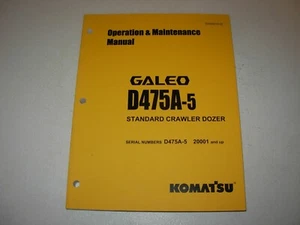 Operation & Maintenance
Manual
GALEO
D475A-5
STANDARD CRAWLER DOZER
SERIAL NUMBERS D475A-5 20001 and up
KOMATSU